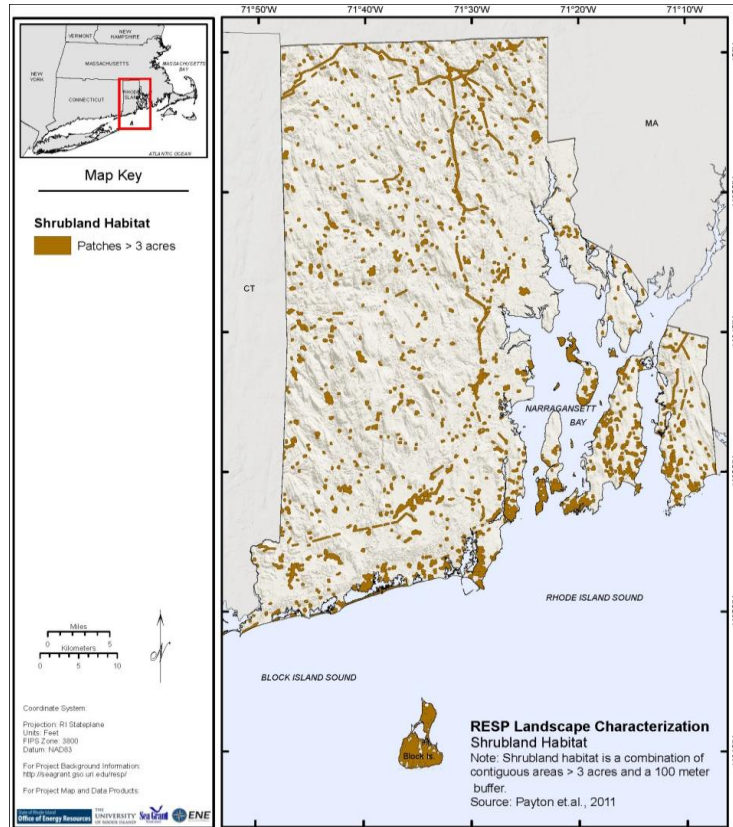 71°50'W
71°40'W
71°30'W
71°20'W
71°10'W
VERMONT
NEW HAMPSHIRE
MASSACHUSETTS
MASSACHUSETTS BAY
NEW YORK
CONNECTICUT
RHODE ISLAND
ATLANTIC OCEAN
Map Key
Shrubland Habitat
Patches > 3 acres
MA
CT
NARRAGANSETT
BAY
RHODE ISLAND SOUND
BLOCK ISLAND SOUND
Block Is.
Miles
0 5
Kilometers
0 5 10
N
Coordinate System:
Projection: RI Stateplane
Units: Feet
FIPS Zone: 3800
Datum: NAD83
For Project Background Information:
http://seagrant.gso.uri.edu/resp/
For Project Map and Data Products:
State of Rhode Island
Office of Energy Resources
THE
UNIVERSITY
OF RHODE ISLAND
Sea Grant
ENE
RESP Landscape Characterization
Shrubland Habitat
Note: Shrubland habitat is a combination of
contiguous areas > 3 acres and a 100 meter
buffer.
Source: Payton et.al., 2011